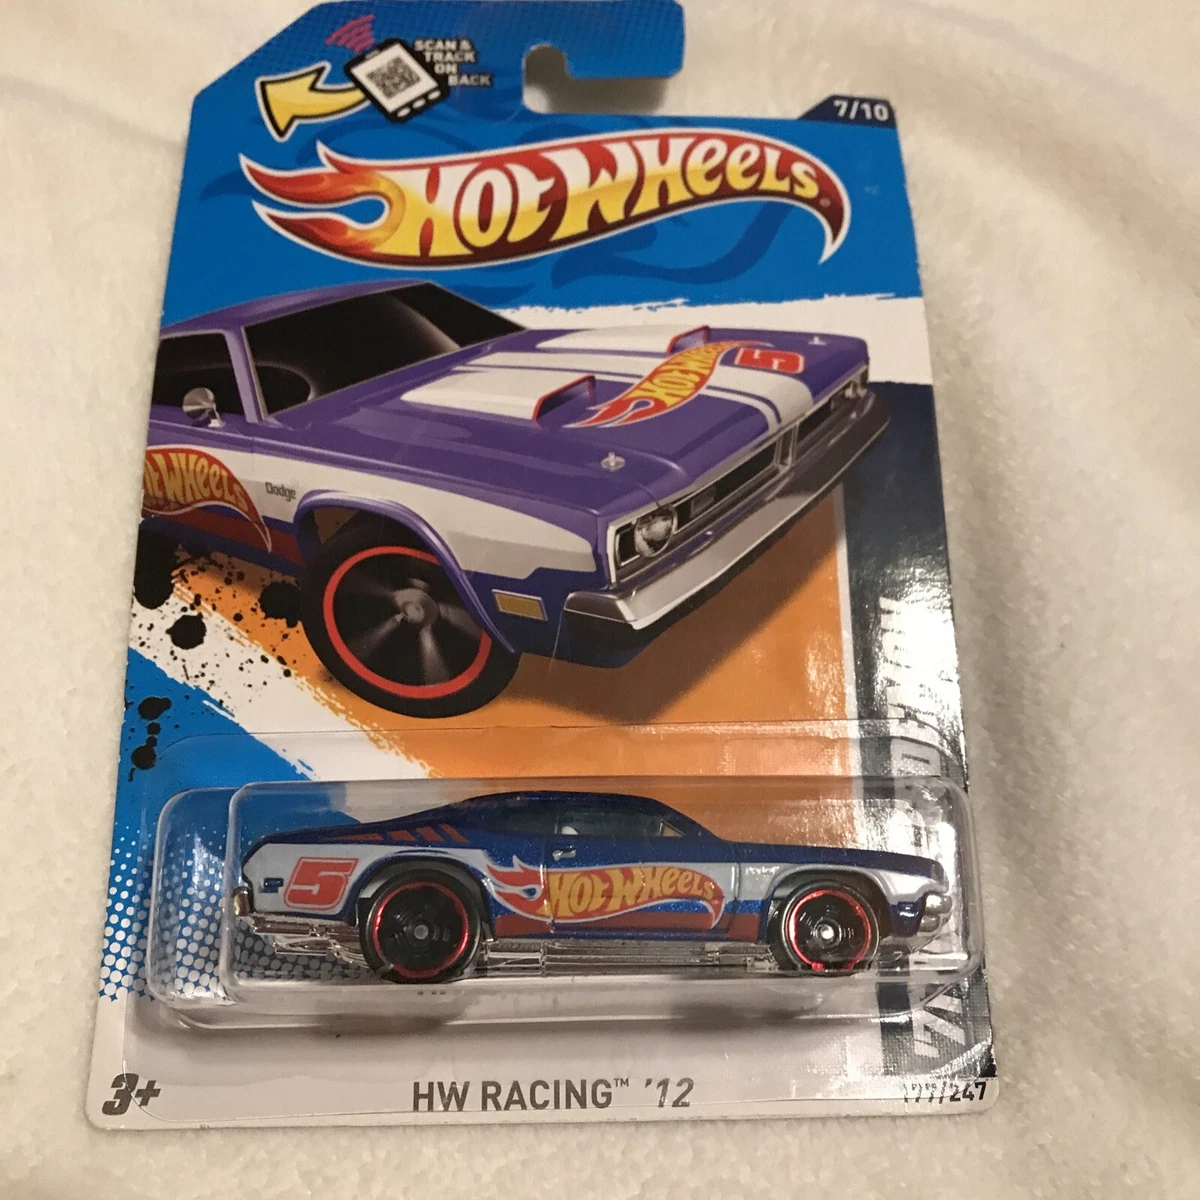 SCAN &
TRACK
ON
BACK
7/10
HOT WHEELS
HOT WHEELS
5
HOT WHEELS
Dodge
5
HOT WHEELS
3+
HW RACING™ '12
177/247